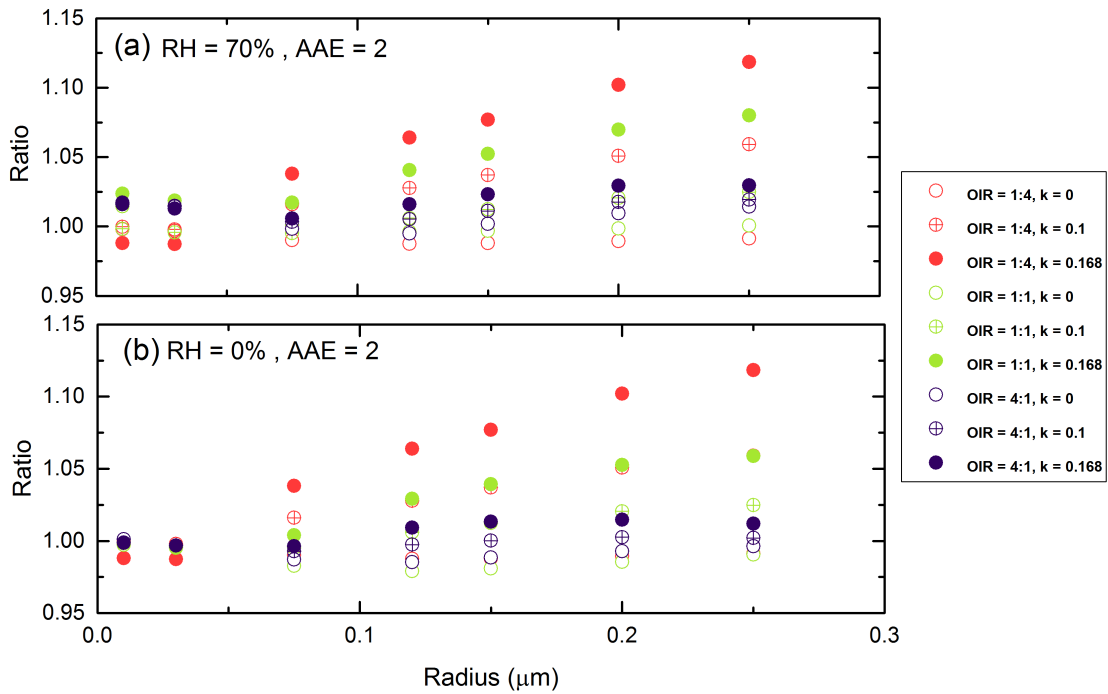 1.15
(a) RH = 70% , AAE = 2
1.10
1.05
1.00
0.95
Ratio
1.15
(b) RH = 0% , AAE = 2
1.10
1.05
1.00
0.95
Ratio
0.0 0.1 0.2 0.3
Radius (μm)
OIR = 1:4, k = 0
OIR = 1:4, k = 0.1
OIR = 1:4, k = 0.168
OIR = 1:1, k = 0
OIR = 1:1, k = 0.1
OIR = 1:1, k = 0.168
OIR = 4:1, k = 0
OIR = 4:1, k = 0.1
OIR = 4:1, k = 0.168